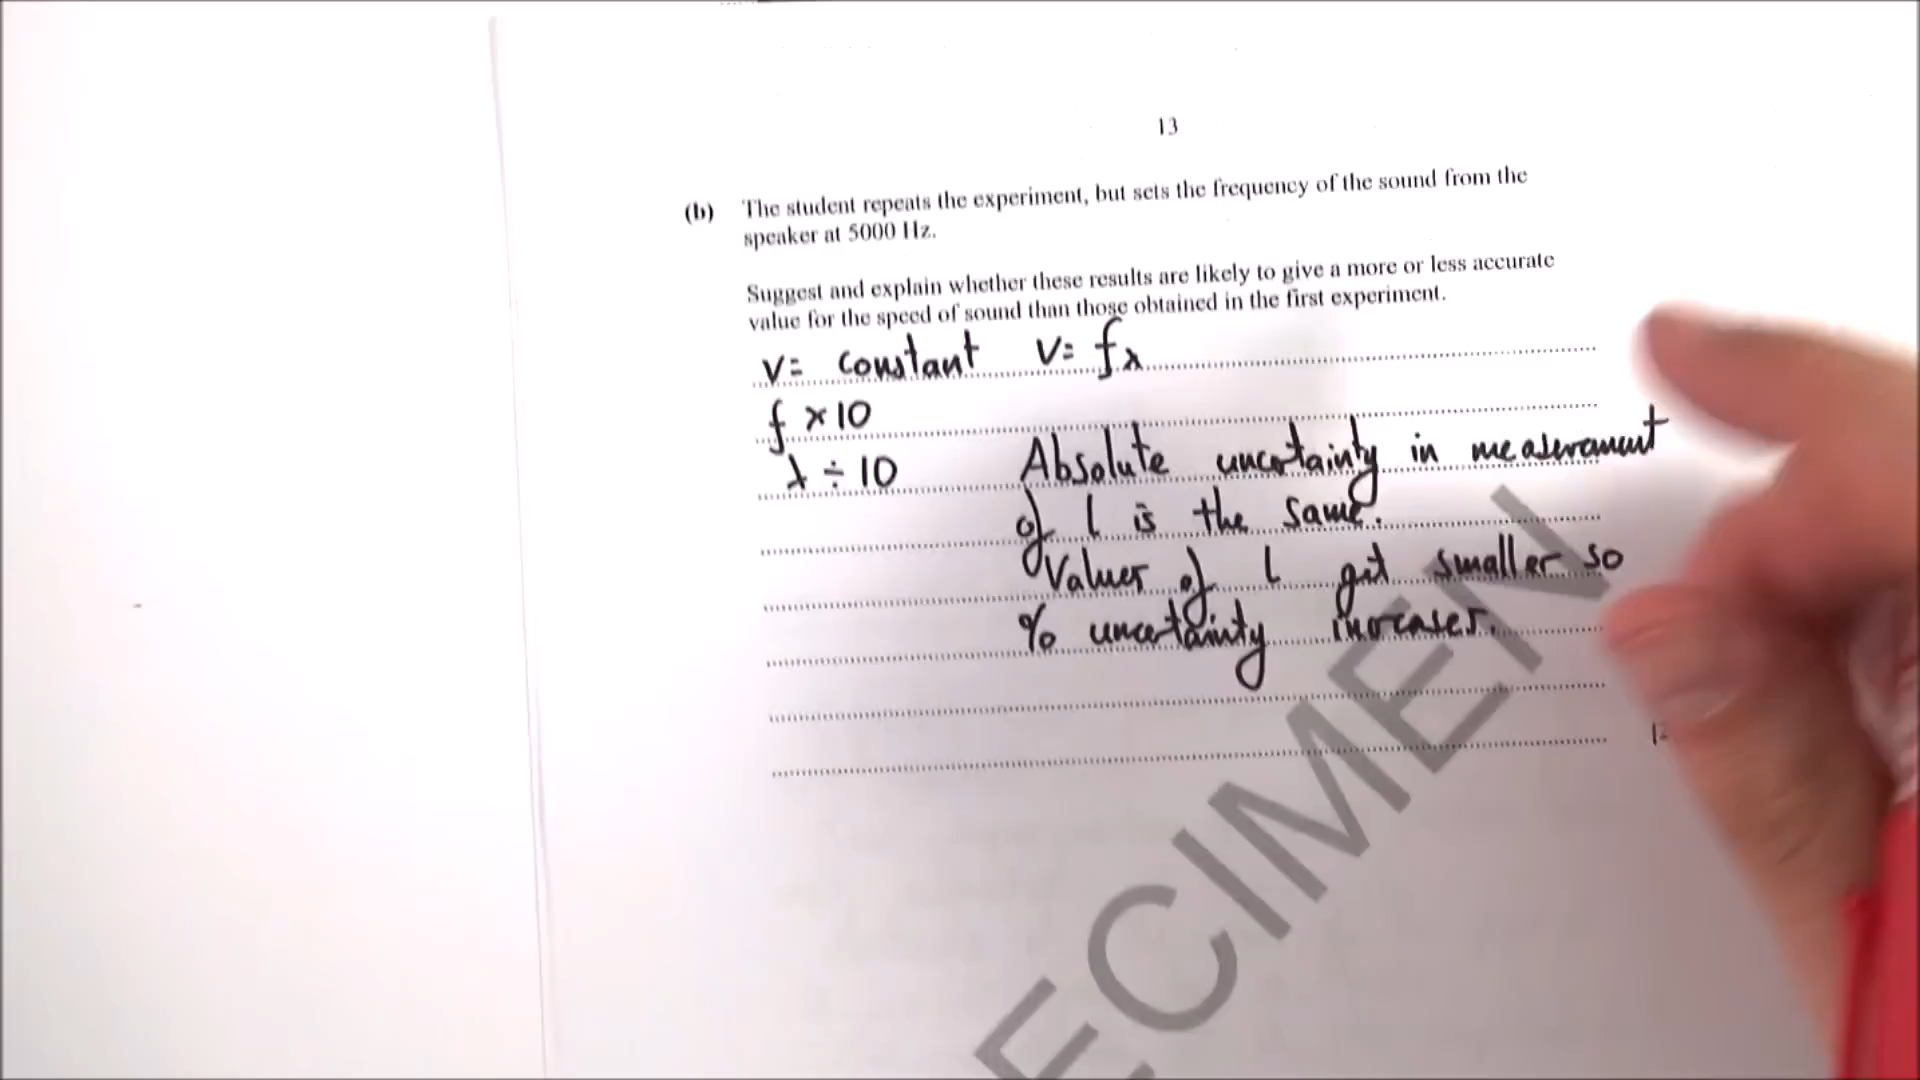 13
(b) The student repeats the experiment, but sets the frequency of the sound from the
speaker at 5000 Hz.
Suggest and explain whether these results are likely to give a more or less accurate
value for the speed of sound than those obtained in the first experiment.
v= constant v= fλ
f × 10
λ ÷ 10
Absolute uncertainty in measurement
of l is the same.
Values of l get smaller so
% uncertainty increases.
ECIMEN